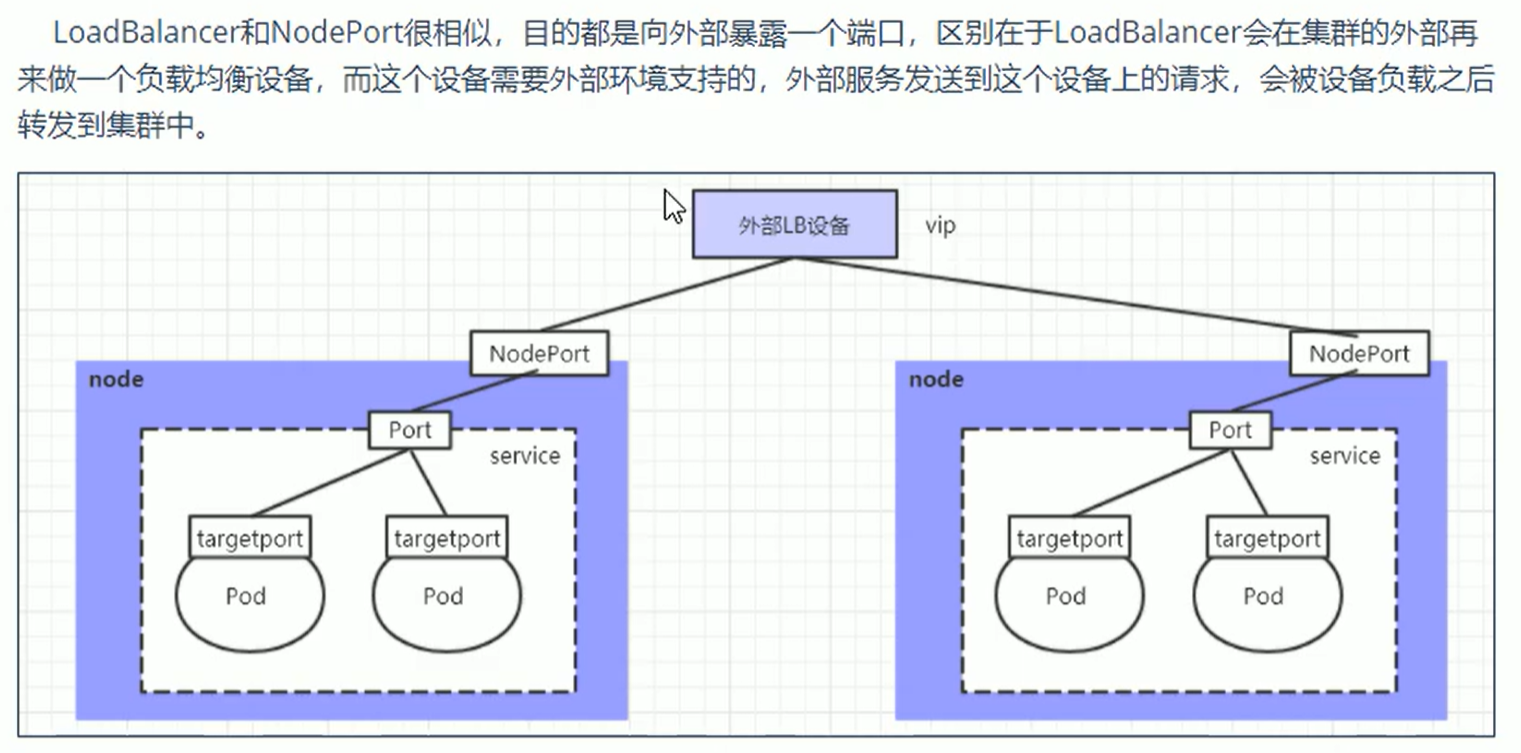 LoadBalancer和NodePort很相似，目的都是向外部暴露一个端口，区别在于LoadBalancer会在集群的外部再
来做一个负载均衡设备，而这个设备需要外部环境支持的，外部服务发送到这个设备上的请求，会被设备负载之后
转发到集群中。
外部LB设备
vip
NodePort
NodePort
node
node
Port
Port
service
service
targetport
targetport
targetport
targetport
Pod
Pod
Pod
Pod